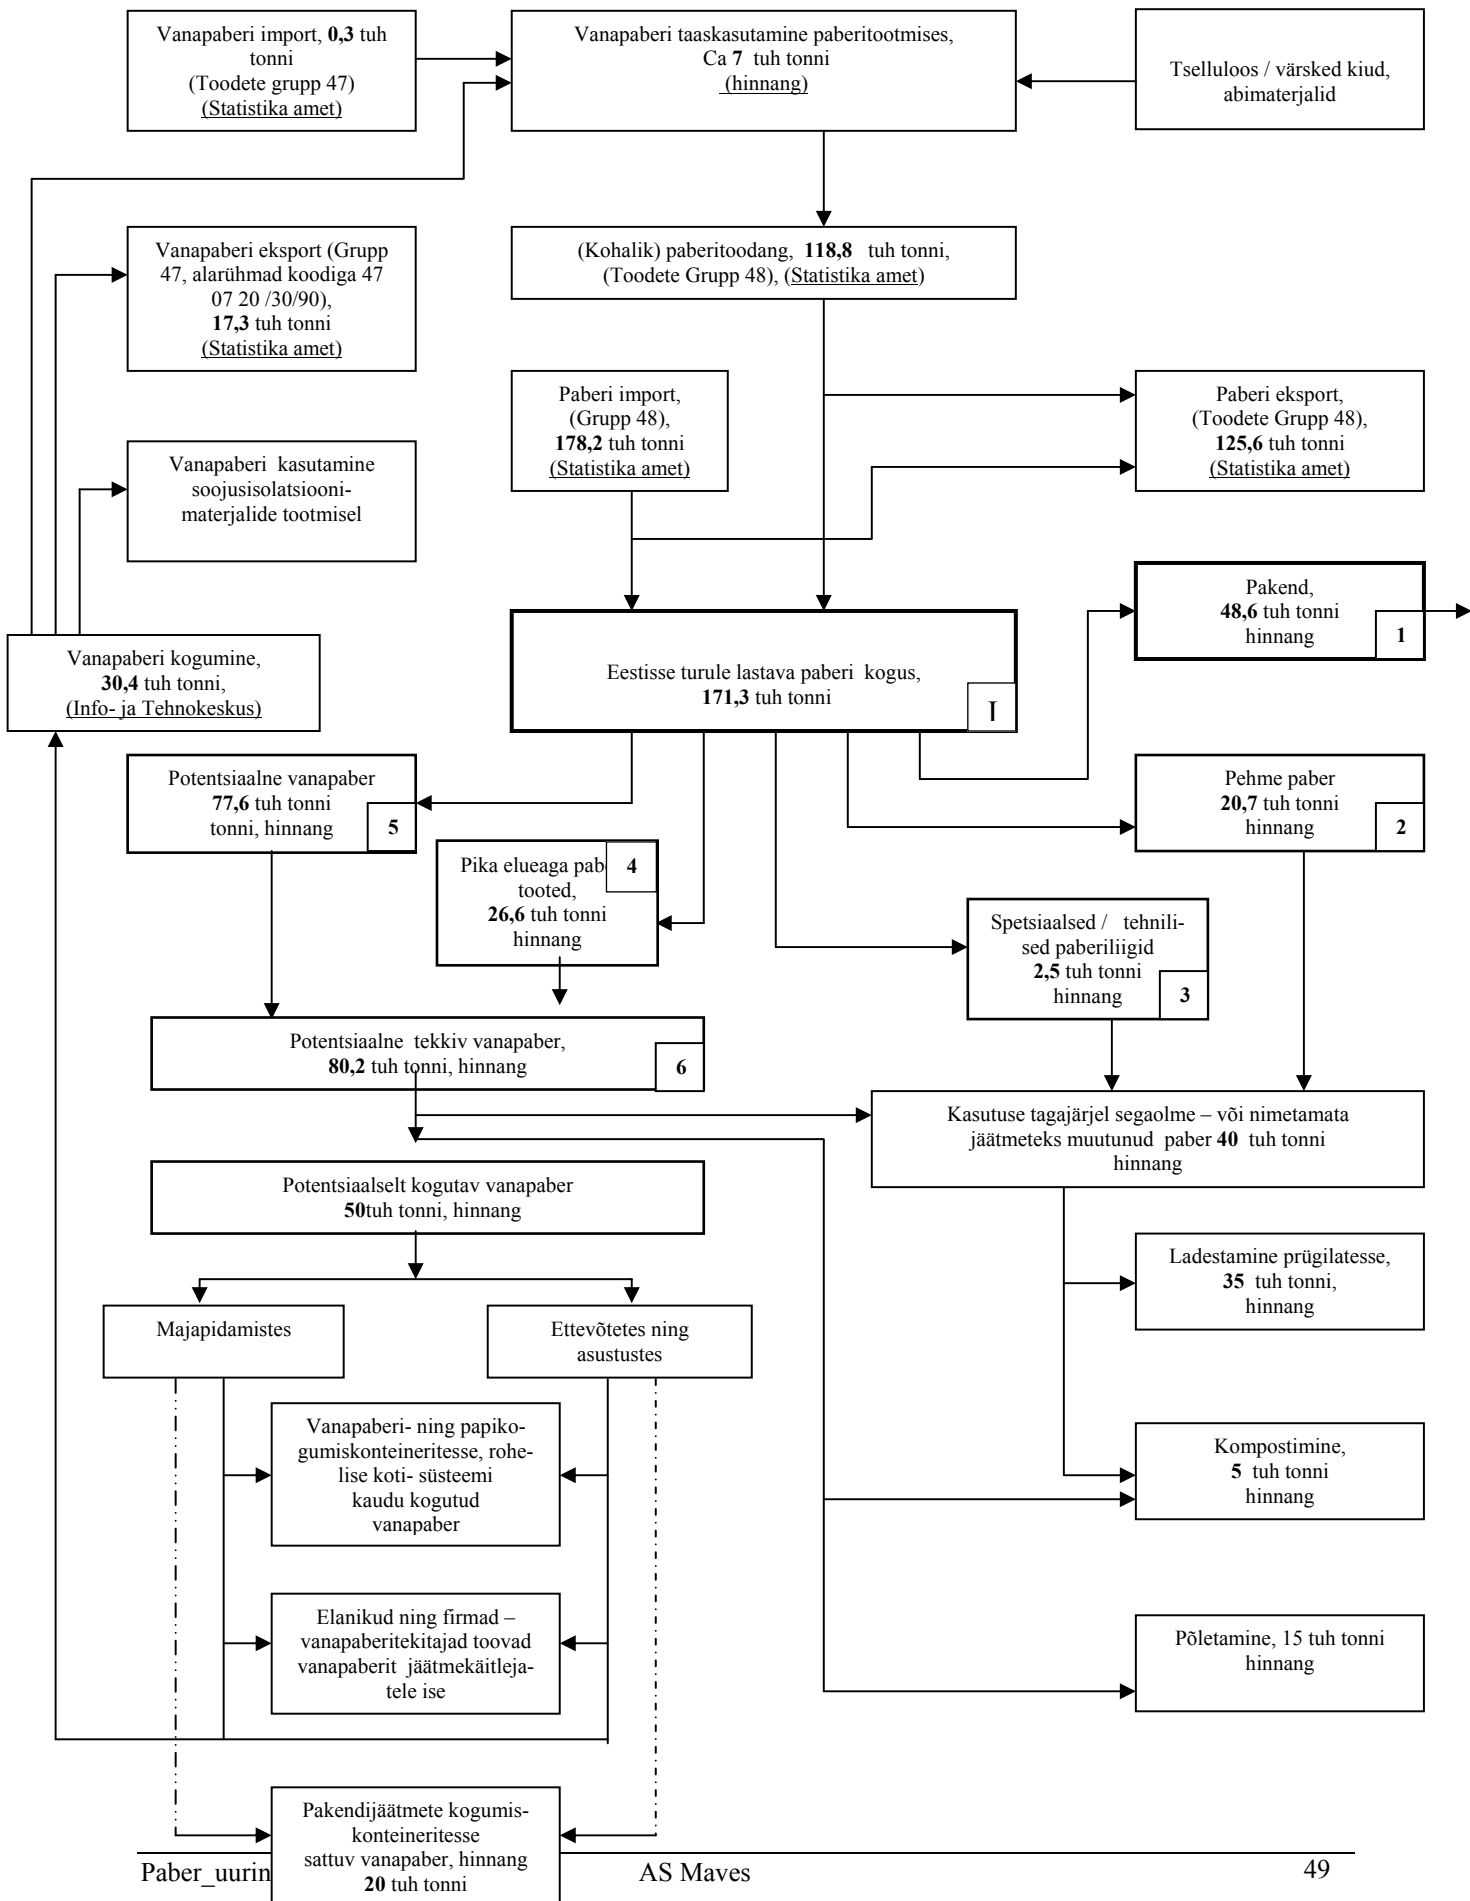 Vanapaberi import, 0,3 tuh
tonni
(Toodete grupp 47)
(Statistika amet)
Vanapaberi taaskasutamine paberitootmises,
Ca 7 tuh tonni
(hinnang)
Tselluloos / värsked kiud,
abimaterjalid
Vanapaberi eksport (Grupp
47, alarühmad koodiga 47
07 20 /30/90),
17,3 tuh tonni
(Statistika amet)
(Kohalik) paberitoodang, 118,8 tuh tonni,
(Toodete Grupp 48), (Statistika amet)
Paberi import,
(Grupp 48),
178,2 tuh tonni
(Statistika amet)
Paberi eksport,
(Toodete Grupp 48),
125,6 tuh tonni
(Statistika amet)
Vanapaberi kasutamine
soojusisolatsiooni-
materjalide tootmisel
Pakend,
48,6 tuh tonni
hinnang
1
Vanapaberi kogumine,
30,4 tuh tonni,
(Info- ja Tehnokeskus)
Eestisse turule lastava paberi kogus,
171,3 tuh tonni
I
Potentsiaalne vanapaber
77,6 tuh tonni
tonni, hinnang
5
Pehme paber
20,7 tuh tonni
hinnang
2
Pika elueaga pab
tooted,
26,6 tuh tonni
hinnang
4
Spetsiaalsed / tehnili-
sed paberiliigid
2,5 tuh tonni
hinnang
3
Potentsiaalne tekkiv vanapaber,
80,2 tuh tonni, hinnang
6
Kasutuse tagajärjel segaolme – või nimetamata
jäätmeteks muutunud paber 40 tuh tonni
hinnang
Potentsiaalselt kogutav vanapaber
50tuh tonni, hinnang
Ladestamine prügilatesse,
35 tuh tonni,
hinnang
Majapidamistes
Ettevõtetes ning
asustustes
Vanapaberi- ning papiko-
gumiskonteineritesse, rohe-
lise koti- süsteemi
kaudu kogutud
vanapaber
Kompostimine,
5 tuh tonni
hinnang
Elanikud ning firmad –
vanapaberitekitajad toovad
vanapaberit jäätmekäitleja-
tele ise
Põletamine, 15 tuh tonni
hinnang
Pakendijäätmete kogumis-
konteineritesse
sattuv vanapaber, hinnang
20 tuh tonni
Paber_uurin
AS Maves
49